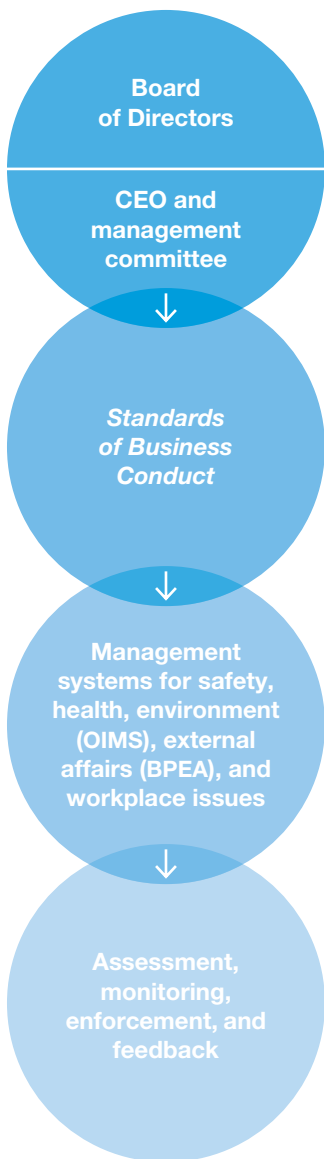 Board
of Directors
CEO and
management
committee
Standards
of Business
Conduct
Management
systems for safety,
health, environment
(OIMS), external
affairs (BPEA), and
workplace issues
Assessment,
monitoring,
enforcement, and
feedback